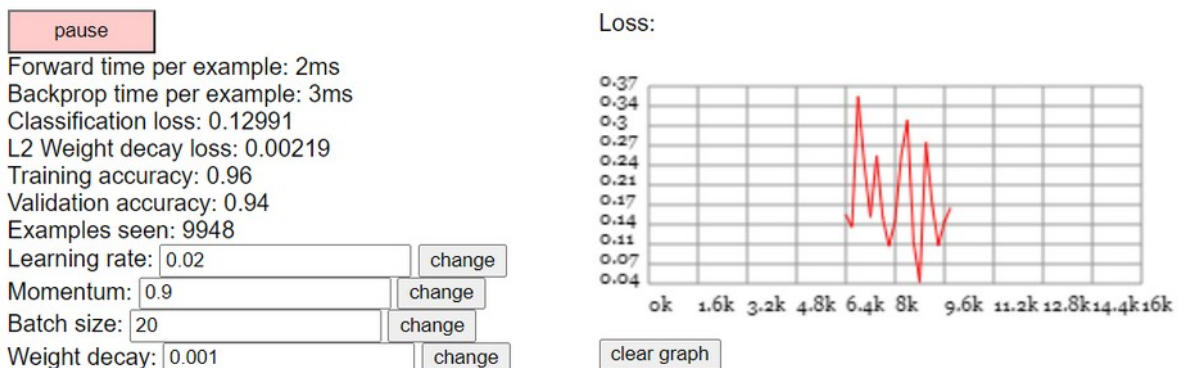 pause
Forward time per example: 2ms
Backprop time per example: 3ms
Classification loss: 0.12991
L2 Weight decay loss: 0.00219
Training accuracy: 0.96
Validation accuracy: 0.94
Examples seen: 9948
Learning rate: 0.02 change
Momentum: 0.9 change
Batch size: 20 change
Weight decay: 0.001 change
Loss:
0.37
0.34
0.3
0.27
0.24
0.21
0.17
0.14
0.11
0.07
0.04
0k 1.6k 3.2k 4.8k 6.4k 8k 9.6k 11.2k 12.8k 14.4k 16k
clear graph